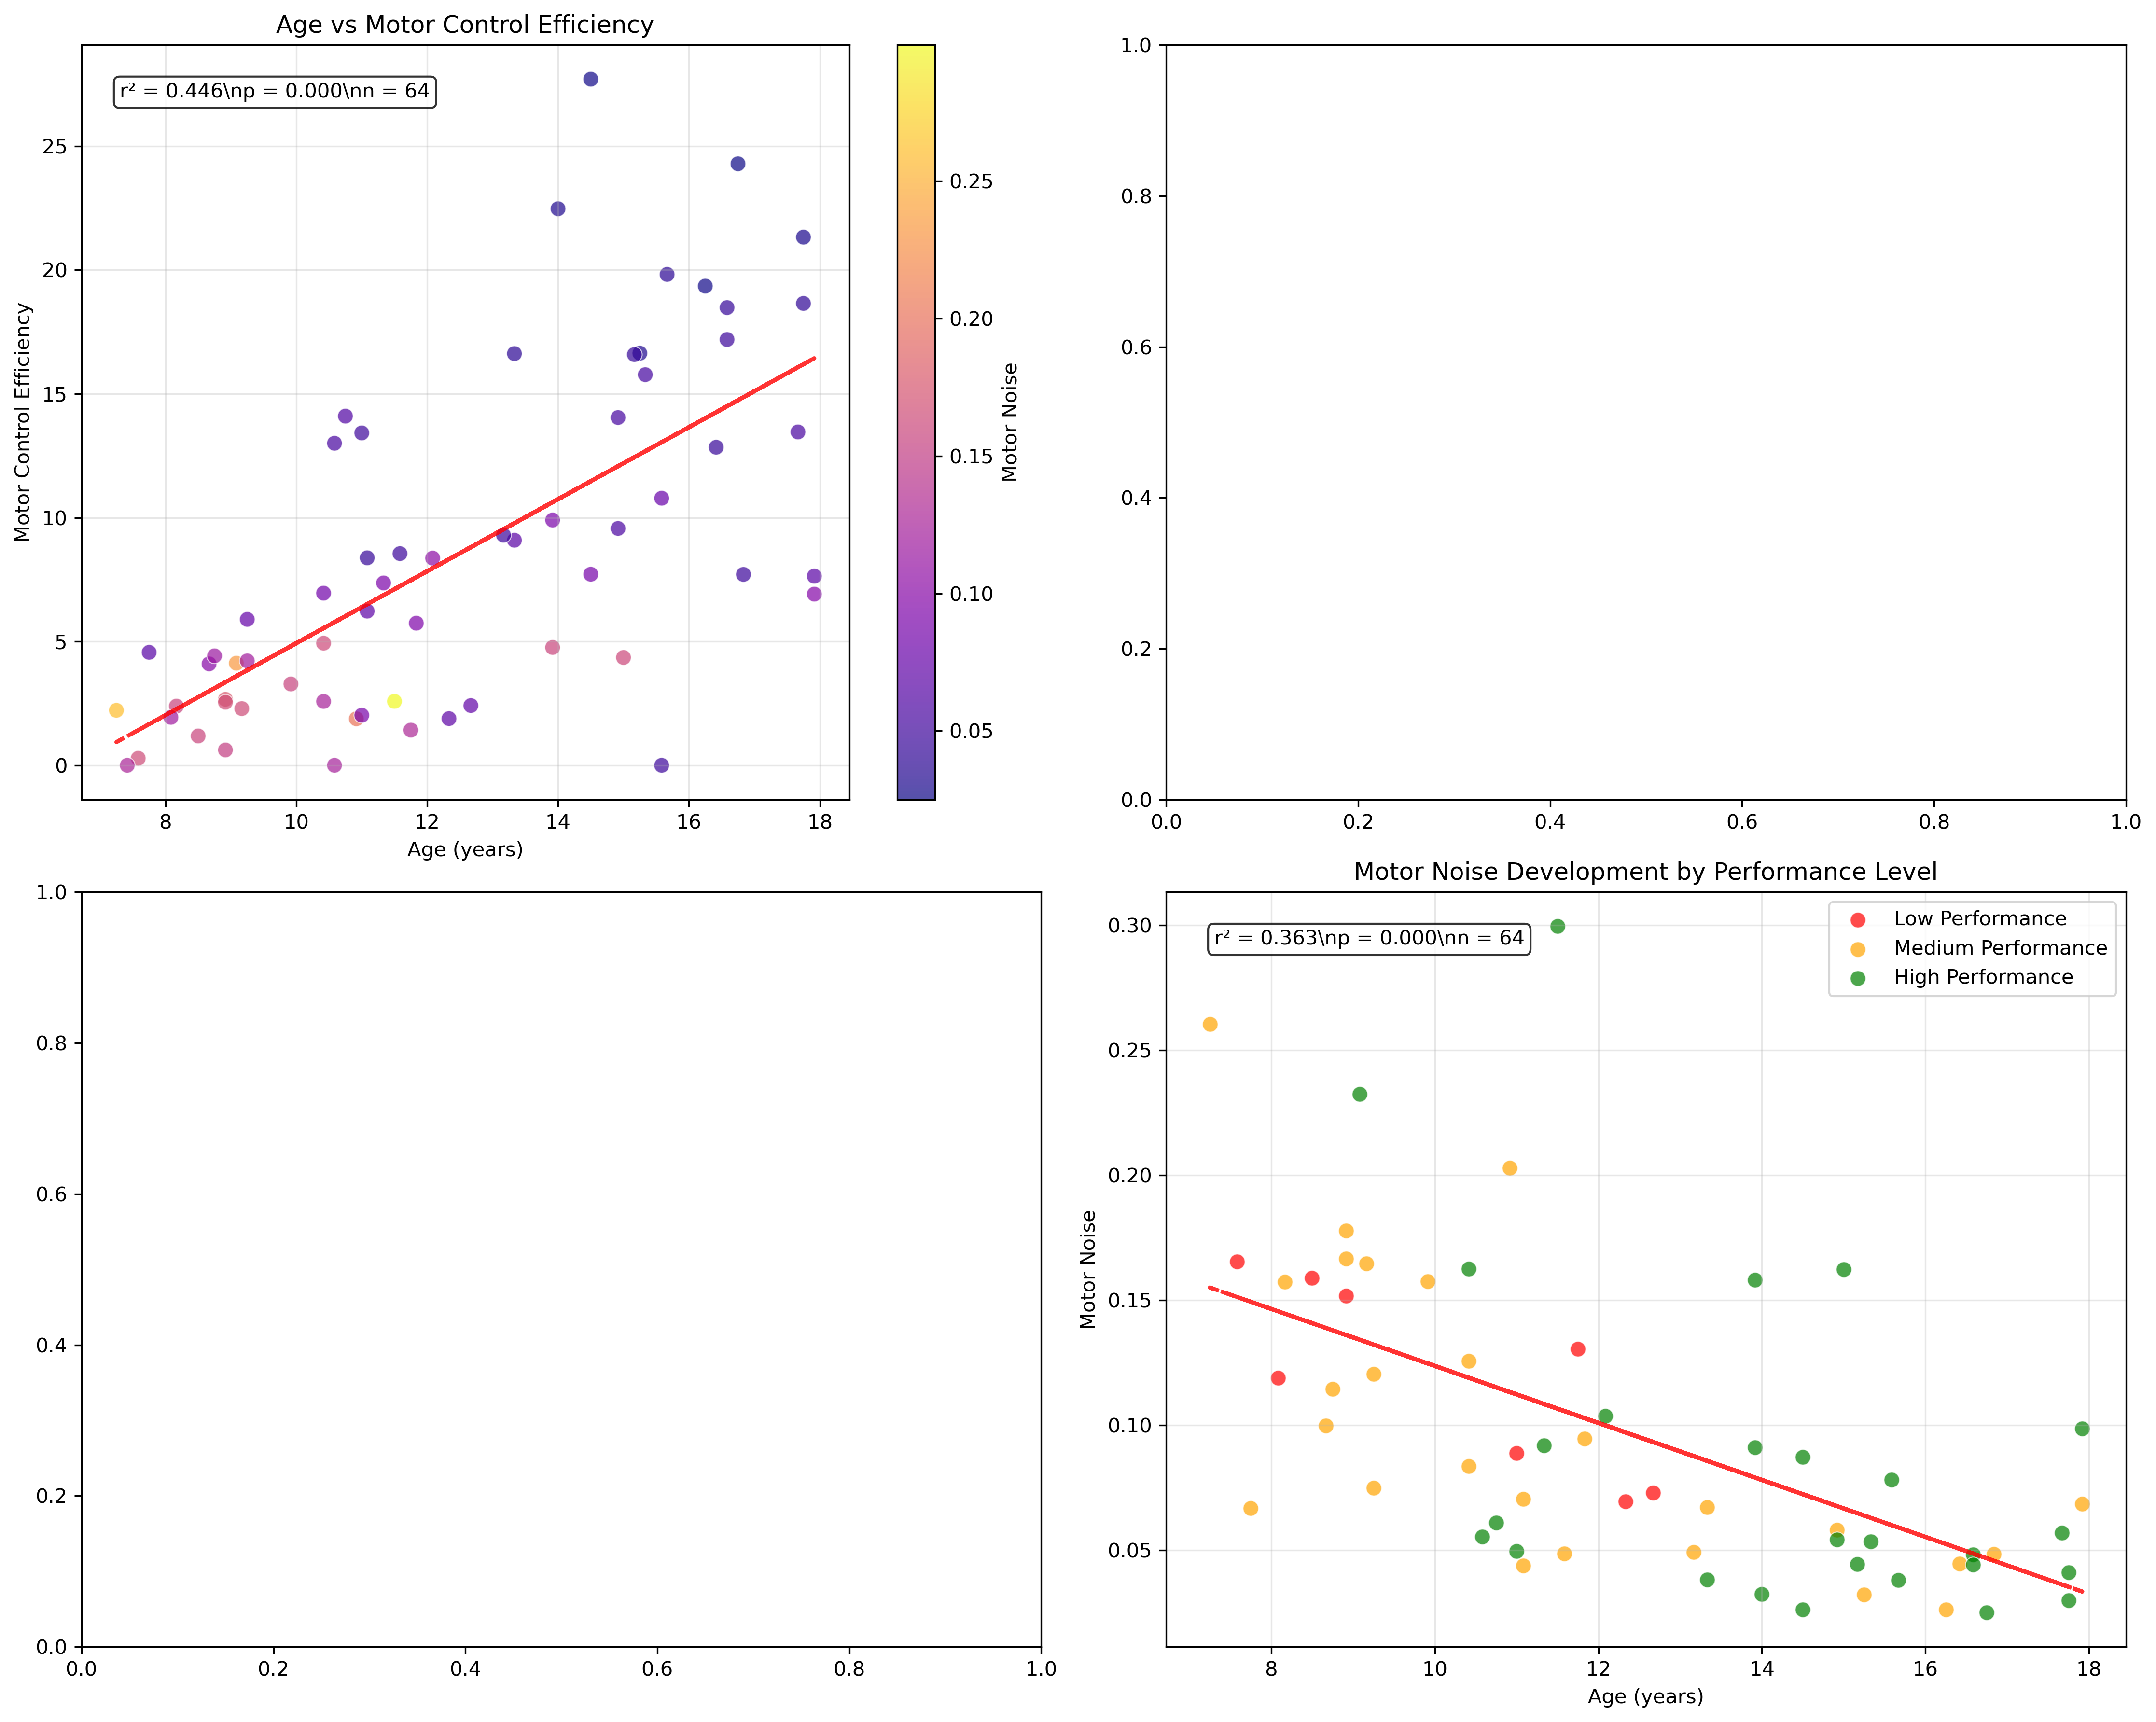 Age vs Motor Control Efficiency
r² = 0.446\np = 0.000\nn = 64
25
20
15
10
5
0
Motor Control Efficiency
8 10 12 14 16 18
Age (years)
0.25
0.20
0.15
0.10
0.05
Motor Noise
1.0
0.8
0.6
0.4
0.2
0.0
0.0 0.2 0.4 0.6 0.8 1.0
1.0
0.8
0.6
0.4
0.2
0.0
0.0 0.2 0.4 0.6 0.8 1.0
Motor Noise Development by Performance Level
r² = 0.363\np = 0.000\nn = 64
Low Performance
Medium Performance
High Performance
0.30
0.25
0.20
0.15
0.10
0.05
Motor Noise
8 10 12 14 16 18
Age (years)